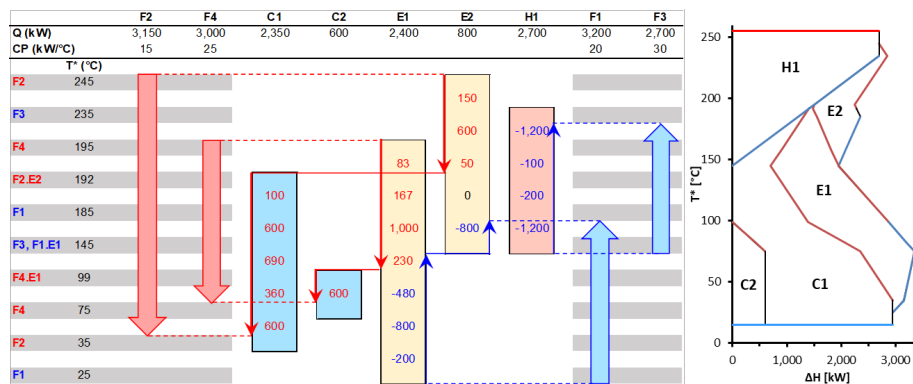 F2 F4 C1 C2 E1 E2 H1 F1 F3
Q (kW) 3,150 3,000 2,350 600 2,400 800 2,700 3,200 2,700
CP (kW/°C) 15 25 20 30
T* (°C)
F2 245
150
F3 235
600 -1,200
F4 195
83 50 -100
F2.E2 192
100 167 0 -200
F1 185
600 1,000 -800 -1,200
F3, F1.E1 145
690 230
F4.E1 99
360 600 -480
F4 75
600 -800
F2 35
-200
F1 25
250
H1
200
E2
150
T* [°C]
E1
100
50
C2 C1
0
0 1,000 2,000 3,000
ΔH [kW]